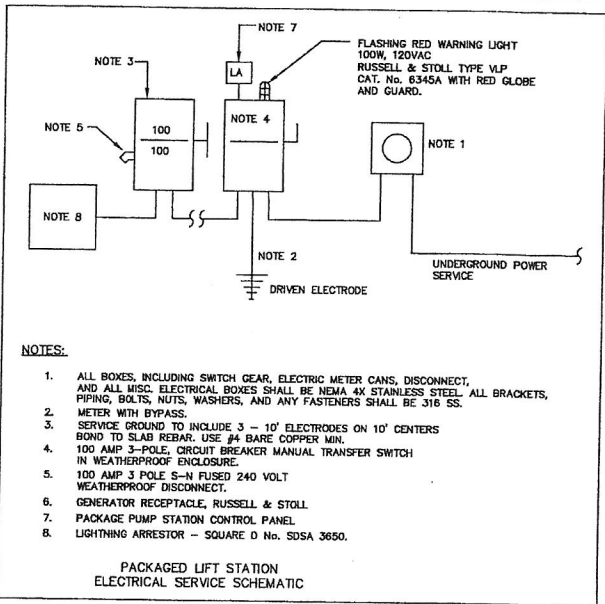 NOTE 7
FLASHING RED WARNING LIGHT
100W, 120VAC
RUSSELL & STOLL TYPE VLP
CAT. No. 6345A WITH RED GLOBE
AND GUARD.
NOTE 3
LA
NOTE 5
100
100
NOTE 4
NOTE 1
NOTE 8
NOTE 2
DRIVEN ELECTRODE
UNDERGROUND POWER
SERVICE
NOTES:
1. ALL BOXES, INCLUDING SWITCH GEAR, ELECTRIC METER CANS, DISCONNECT,
AND ALL MISC. ELECTRICAL BOXES SHALL BE NEMA 4X STAINLESS STEEL. ALL BRACKETS,
PIPING, BOLTS, NUTS, WASHERS, AND ANY FASTENERS SHALL BE 316 SS.
2. METER WITH BYPASS.
3. SERVICE GROUND TO INCLUDE 3 - 10' ELECTRODES ON 10' CENTERS
BOND TO SLAB REBAR. USE #4 BARE COPPER MIN.
4. 100 AMP 3-POLE, CIRCUIT BREAKER MANUAL TRANSFER SWITCH
IN WEATHERPROOF ENCLOSURE.
5. 100 AMP 3 POLE S-N FUSED 240 VOLT
WEATHERPROOF DISCONNECT.
6. GENERATOR RECEPTACLE, RUSSELL & STOLL
7. PACKAGE PUMP STATION CONTROL PANEL
8. LIGHTNING ARRESTOR - SQUARE D No. SDSA 3650.
PACKAGED LIFT STATION
ELECTRICAL SERVICE SCHEMATIC